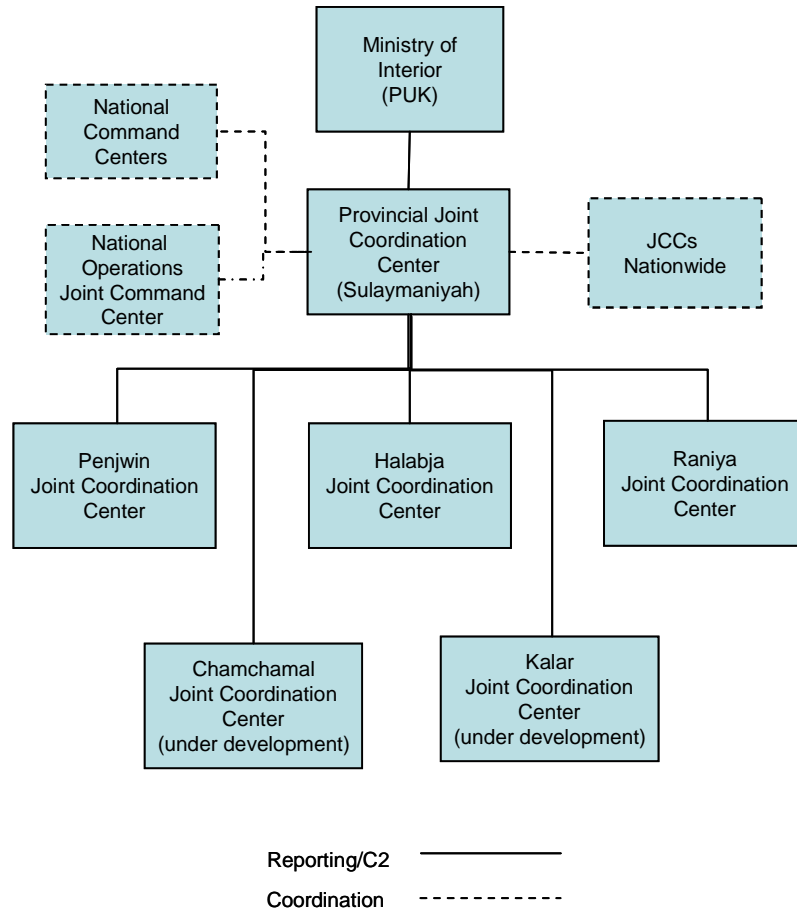 Ministry of
Interior
(PUK)
National
Command
Centers
Provincial Joint
Coordination
Center
(Sulaymaniyah)
National
Operations
Joint Command
Center
JCCs
Nationwide
Penjwin
Joint Coordination
Center
Halabja
Joint Coordination
Center
Raniya
Joint Coordination
Center
Chamchamal
Joint Coordination
Center
(under development)
Kalar
Joint Coordination
Center
(under development)
Reporting/C2
Coordination